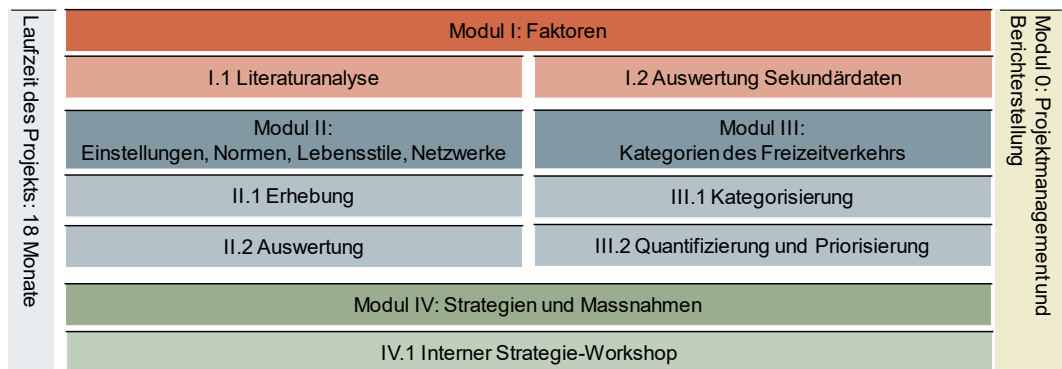 Laufzeit des Projekts: 18 Monate
Modul I: Faktoren
I.1 Literaturanalyse
I.2 Auswertung Sekundärdaten
Modul II:
Einstellungen, Normen, Lebensstile, Netzwerke
Modul III:
Kategorien des Freizeitverkehrs
II.1 Erhebung
III.1 Kategorisierung
II.2 Auswertung
III.2 Quantifizierung und Priorisierung
Modul IV: Strategien und Massnahmen
IV.1 Interner Strategie-Workshop
Modul 0: Projektmanagement und
Berichterstellung